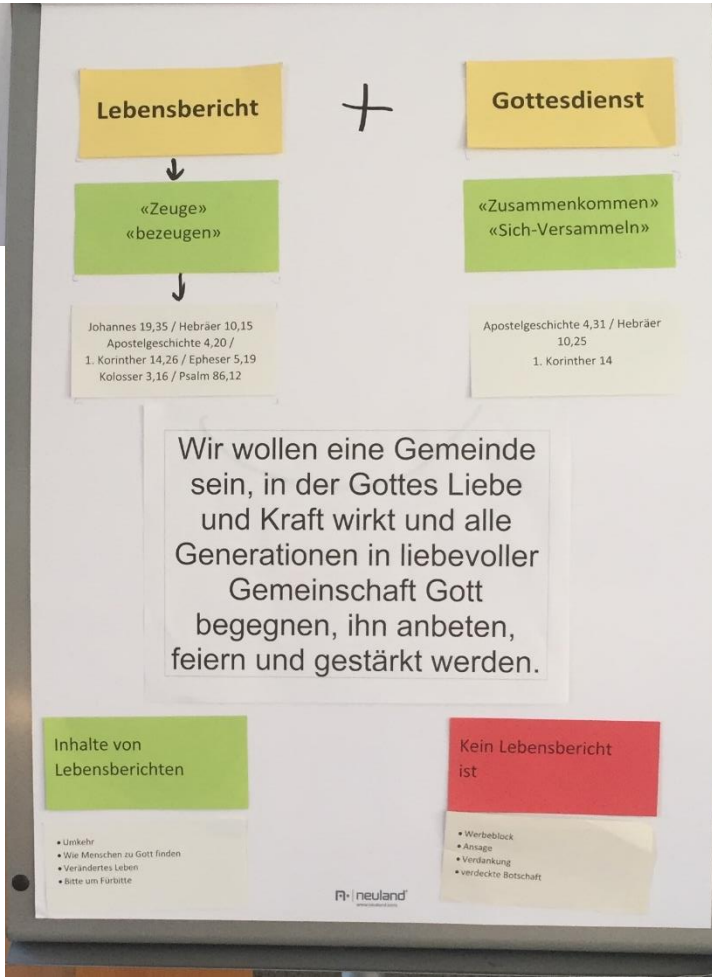 Lebensbericht
+
Gottesdienst
«Zeuge»
«bezeugen»
«Zusammenkommen»
«Sich-Versammeln»
Johannes 19,35 / Hebräer 10,15
Apostelgeschichte 4,20 /
1. Korinther 14,26 / Epheser 5,19
Kolosser 3,16 / Psalm 86,12
Apostelgeschichte 4,31 / Hebräer
10,25
1. Korinther 14
Wir wollen eine Gemeinde
sein, in der Gottes Liebe
und Kraft wirkt und alle
Generationen in liebevoller
Gemeinschaft Gott
begegnen, ihn anbeten,
feiern und gestärkt werden.
Inhalte von
Lebensberichten
• Umkehr
• Wie Menschen zu Gott finden
• Verändertes Leben
• Bitte um Fürbitte
Kein Lebensbericht
ist
• Werbeblock
• Ansage
• Verdankung
• verdeckte Botschaft
neuland